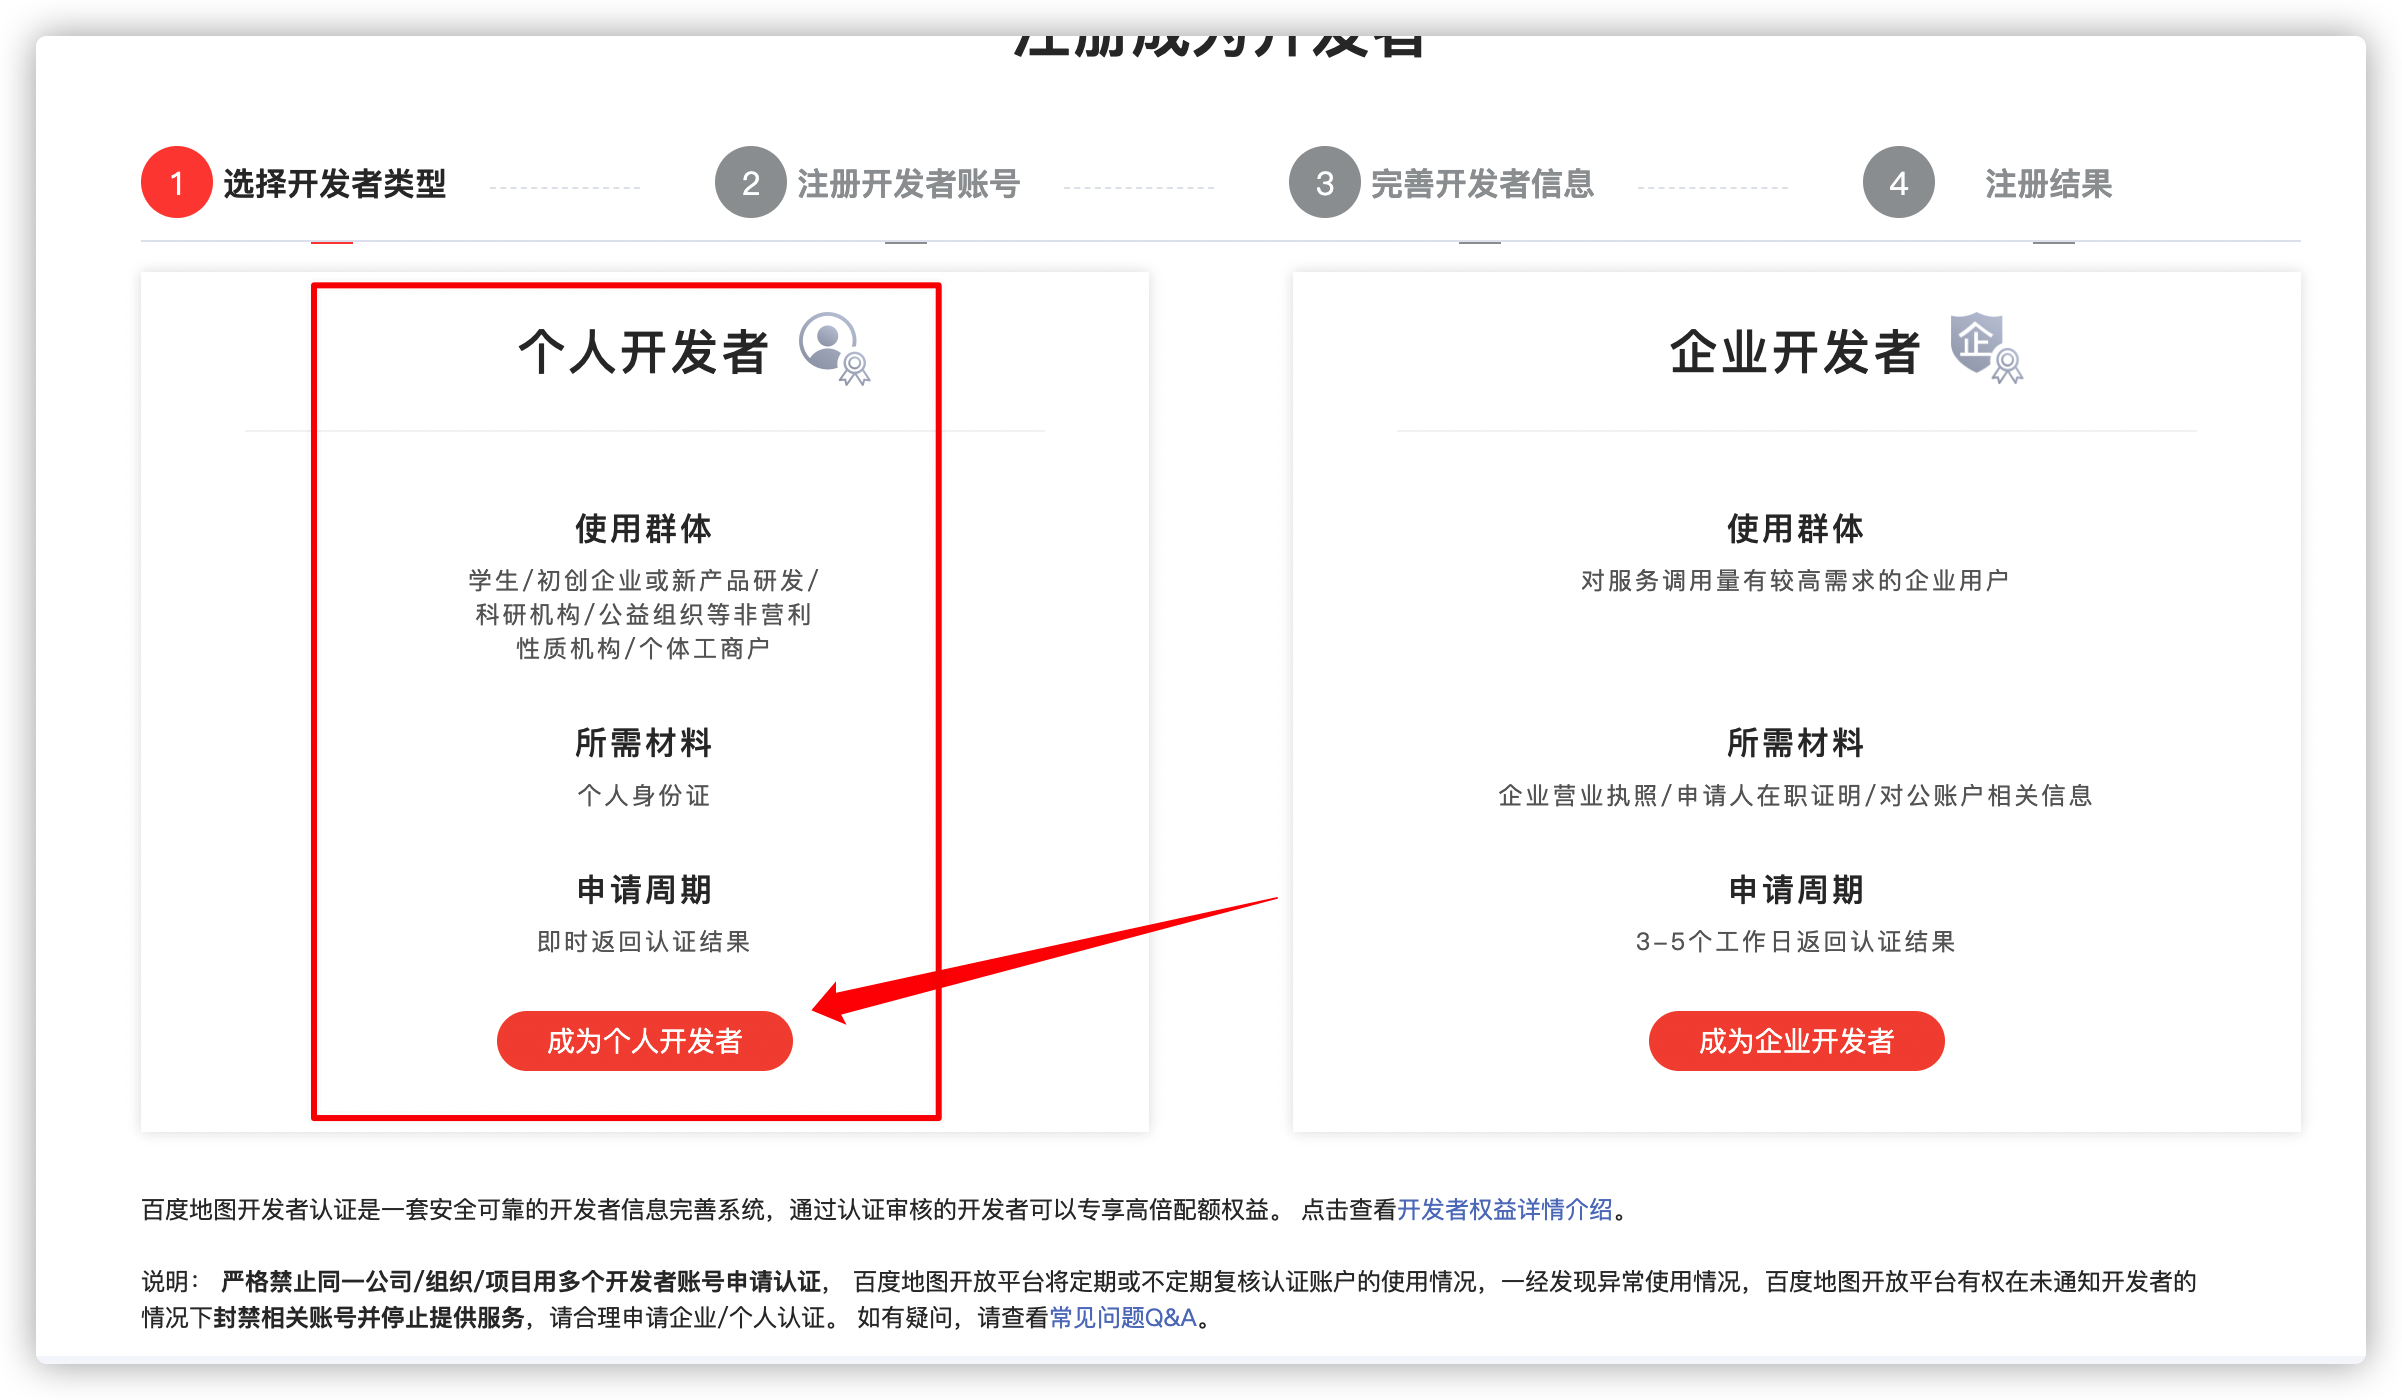 注册成为开发者
1 选择开发者类型
2 注册开发者账号
3 完善开发者信息
4 注册结果
个人开发者
使用群体
学生/初创企业或新产品研发/
科研机构/公益组织等非营利
性质机构/个体工商户
所需材料
个人身份证
申请周期
即时返回认证结果
成为个人开发者
企业开发者
企
使用群体
对服务调用量有较高需求的企业用户
所需材料
企业营业执照/申请人在职证明/对公账户相关信息
申请周期
3-5个工作日返回认证结果
成为企业开发者
百度地图开发者认证是一套安全可靠的开发者信息完善系统，通过认证审核的开发者可以专享高倍配额权益。 点击查看开发者权益详情介绍。
说明： 严格禁止同一公司/组织/项目用多个开发者账号申请认证， 百度地图开放平台将定期或不定期复核认证账户的使用情况，一经发现异常使用情况，百度地图开放平台有权在未通知开发者的
情况下封禁相关账号并停止提供服务，请合理申请企业/个人认证。 如有疑问，请查看常见问题Q&A。